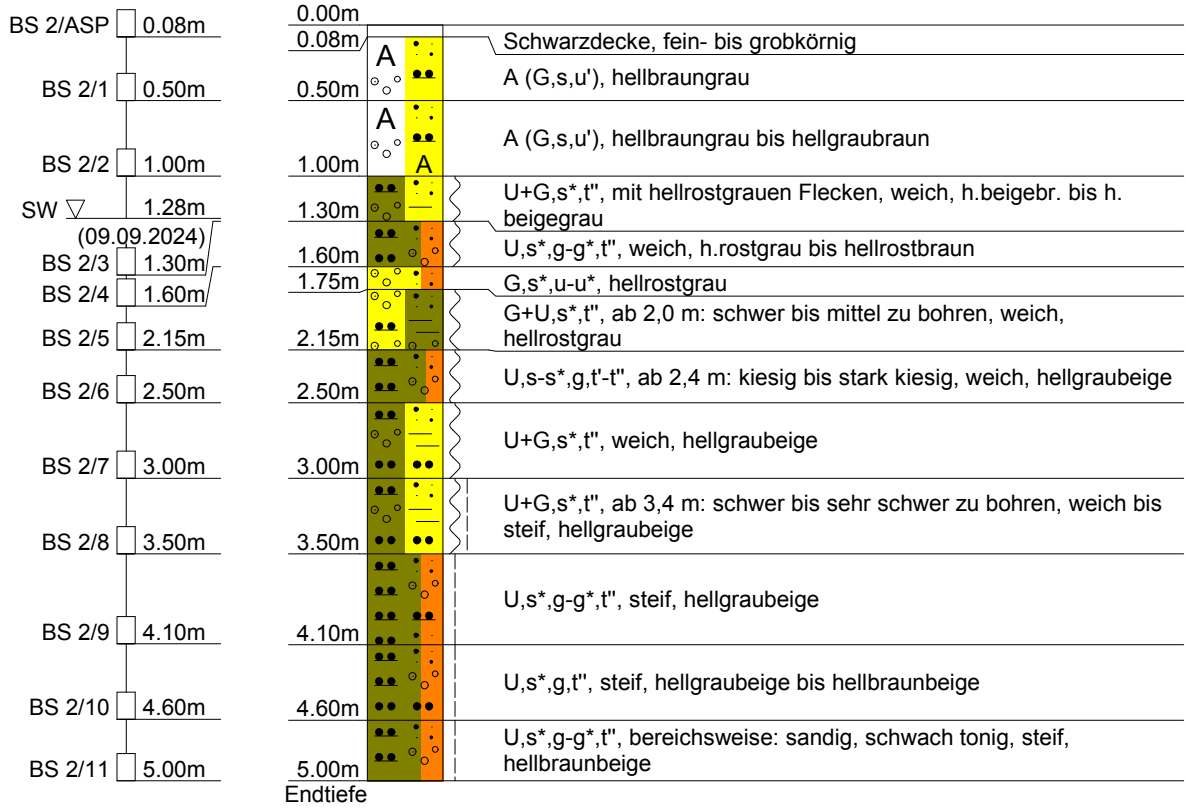 BS 2/ASP 0.08m
BS 2/1 0.50m
BS 2/2 1.00m
SW 1.28m
(09.09.2024)
BS 2/3 1.30m
BS 2/4 1.60m
BS 2/5 2.15m
BS 2/6 2.50m
BS 2/7 3.00m
BS 2/8 3.50m
BS 2/9 4.10m
BS 2/10 4.60m
BS 2/11 5.00m
0.00m
0.08m
0.50m
1.00m
1.30m
1.60m
1.75m
2.15m
2.50m
3.00m
3.50m
4.10m
4.60m
5.00m
Endtiefe
A
A
A
Schwarzdecke, fein- bis grobkörnig
A (G,s,u'), hellbraungrau
A (G,s,u'), hellbraungrau bis hellgraubraun
U+G,s*,t", mit hellrostgrauen Flecken, weich, h.beigebr. bis h.
beigegrau
U,s*,g-g*,t", weich, h.rostgrau bis hellrostbraun
G,s*,u-u*, hellrostgrau
G+U,s*,t", ab 2,0 m: schwer bis mittel zu bohren, weich,
hellrostgrau
U,s-s*,g,t'-t", ab 2,4 m: kiesig bis stark kiesig, weich, hellgraubeige
U+G,s*,t", weich, hellgraubeige
U+G,s*,t", ab 3,4 m: schwer bis sehr schwer zu bohren, weich bis
steif, hellgraubeige
U,s*,g-g*,t", steif, hellgraubeige
U,s*,g,t", steif, hellgraubeige bis hellbraunbeige
U,s*,g-g*,t", bereichsweise: sandig, schwach tonig, steif,
hellbraunbeige